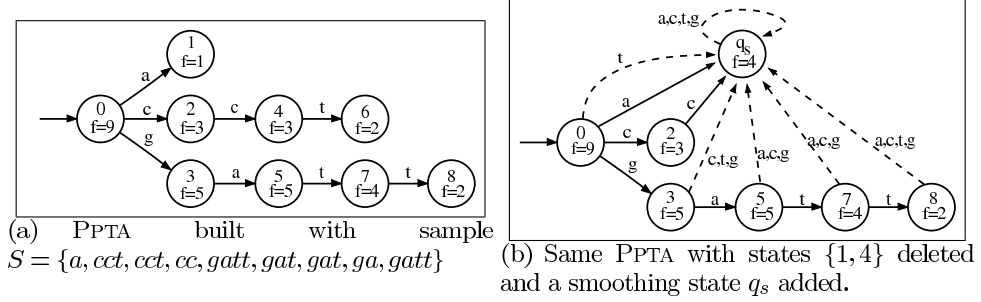 1
f=1
a
0
f=9
c
2
f=3
c
4
f=3
t
6
f=2
g
3
f=5
a
5
f=5
t
7
f=4
t
8
f=2
(a) PPTA built with sample
S = {a, cct, cct, cc, gatt, gat, gat, ga, gatt}
a,c,t,g
qs
f=4
t
a
c
0
f=9
c
2
f=3
g
c,t,g
a,c,g
a,c,g
a,c,t,g
3
f=5
a
5
f=5
t
7
f=4
t
8
f=2
(b) Same PPTA with states {1, 4} deleted
and a smoothing state qs added.